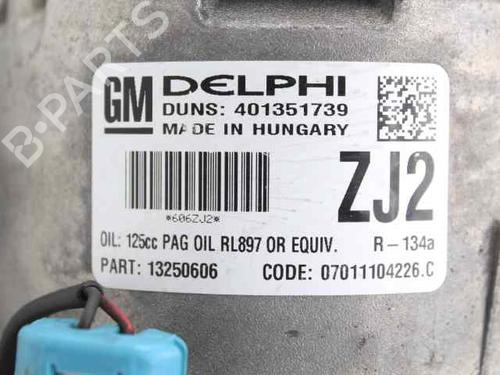 GM DELPHI
DUNS: 401351739
MADE IN HUNGARY
*606ZJ2*
ZJ2
OIL: 125cc PAG OIL RL897 OR EQUIV. R-134a
PART: 13250606 CODE: 07011104226.C
B-PARTS